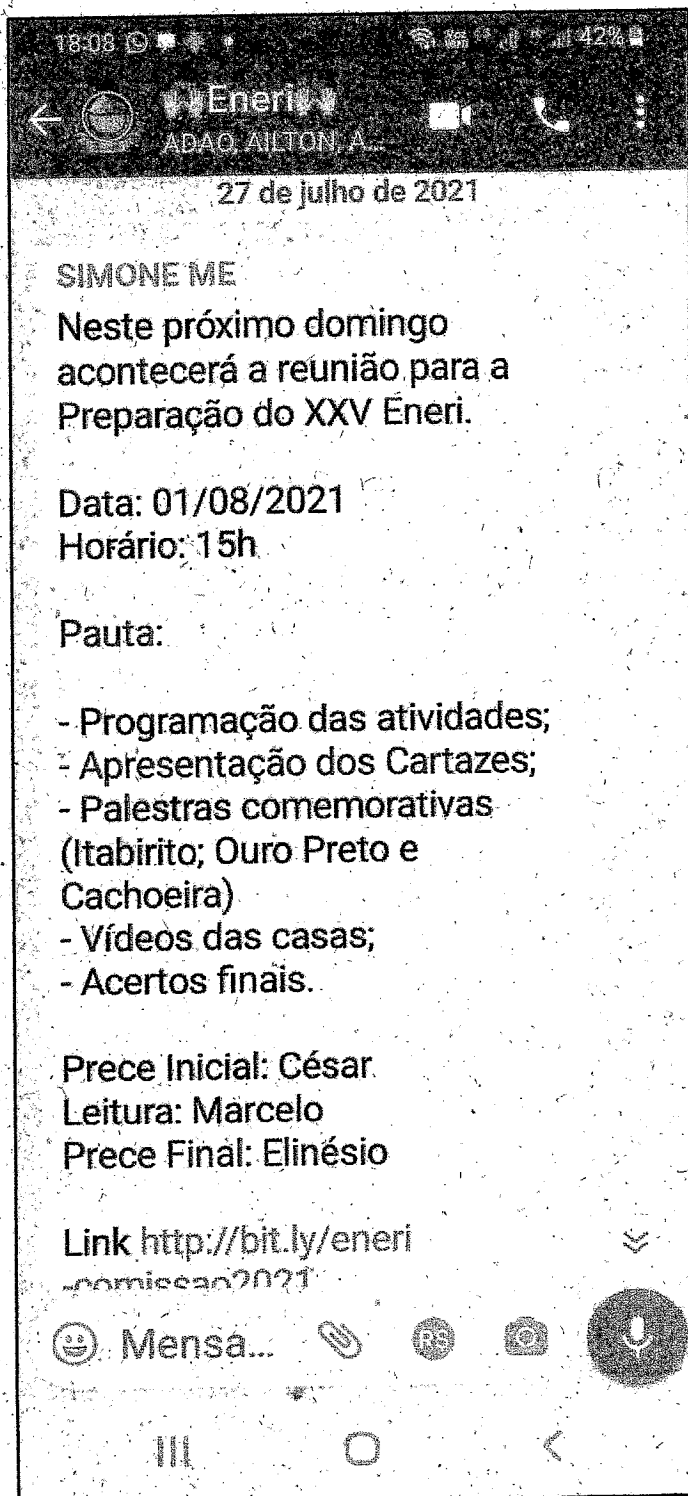 18:08 42%
Eneri
ADAO, AILTON, A...
27 de julho de 2021
SIMONE ME
Neste próximo domingo
acontecerá a reunião para a
Preparação do XXV Eneri.
Data: 01/08/2021
Horário: 15h
Pauta:
- Programação das atividades;
- Apresentação dos Cartazes;
- Palestras comemorativas
(Itabirito; Ouro Preto e
Cachoeira)
- Vídeos das casas;
- Acertos finais.
Prece Inicial: César
Leitura: Marcelo
Prece Final: Elinésio
Link http://bit.ly/eneri
-comissao2021
Mensa... R$